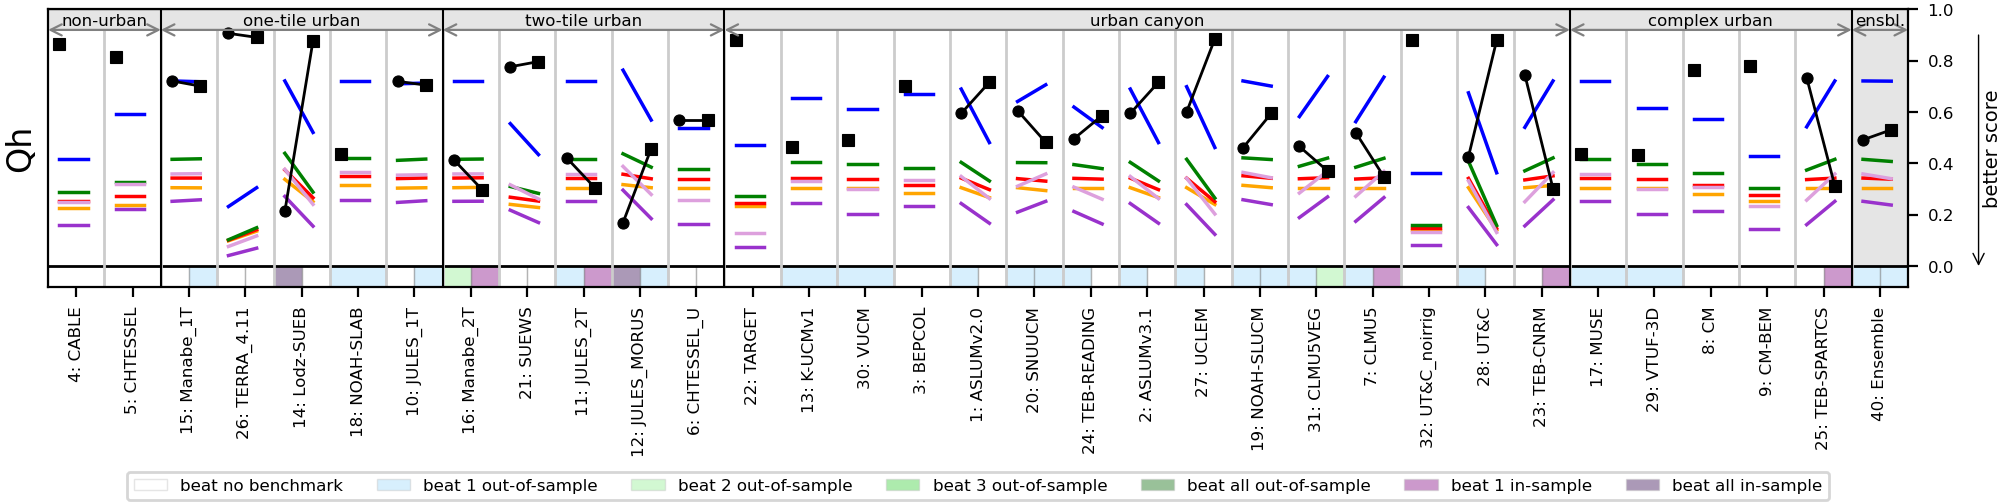 non-urban one-tile urban two-tile urban urban canyon complex urban ensbl.
Qh
1.0
0.8
0.6
0.4
0.2
0.0
better score
4: CABLE
5: CHTESSEL
15: Manabe_1T
26: TERRA_4.11
14: Lodz-SUEB
18: NOAH-SLAB
10: JULES_1T
16: Manabe_2T
21: SUEWS
11: JULES_2T
12: JULES_MORUS
6: CHTESSEL_U
22: TARGET
13: K-UCMv1
30: VUCM
3: BEPCOL
1: ASLUMv2.0
20: SNUUCM
24: TEB-READING
2: ASLUMv3.1
27: UCLEM
19: NOAH-SLUCM
31: CLMU5VEG
7: CLMU5
32: UT&C_noirrig
28: UT&C
23: TEB-CNRM
17: MUSE
29: VTUF-3D
8: CM
9: CM-BEM
25: TEB-SPARTCS
40: Ensemble
beat no benchmark beat 1 out-of-sample beat 2 out-of-sample beat 3 out-of-sample beat all out-of-sample beat 1 in-sample beat all in-sample